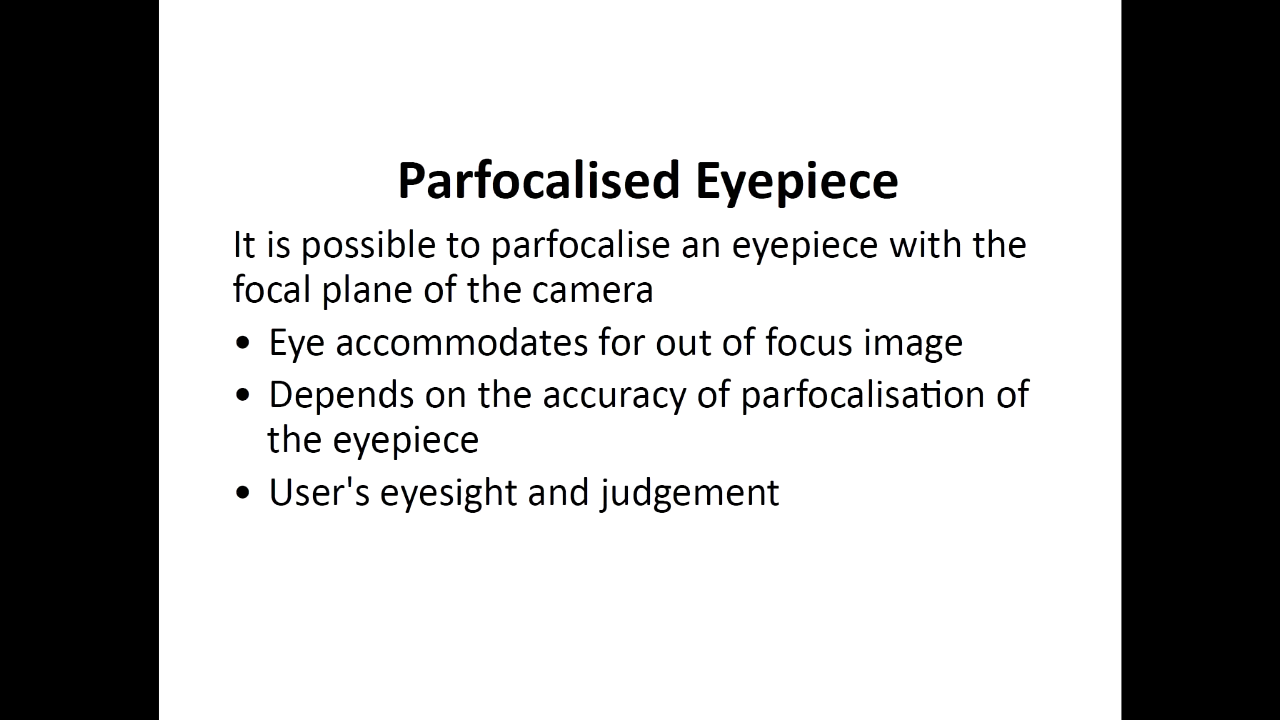 Parfocalised Eyepiece
It is possible to parfocalise an eyepiece with the
focal plane of the camera
• Eye accommodates for out of focus image
• Depends on the accuracy of parfocalisation of
the eyepiece
• User's eyesight and judgement